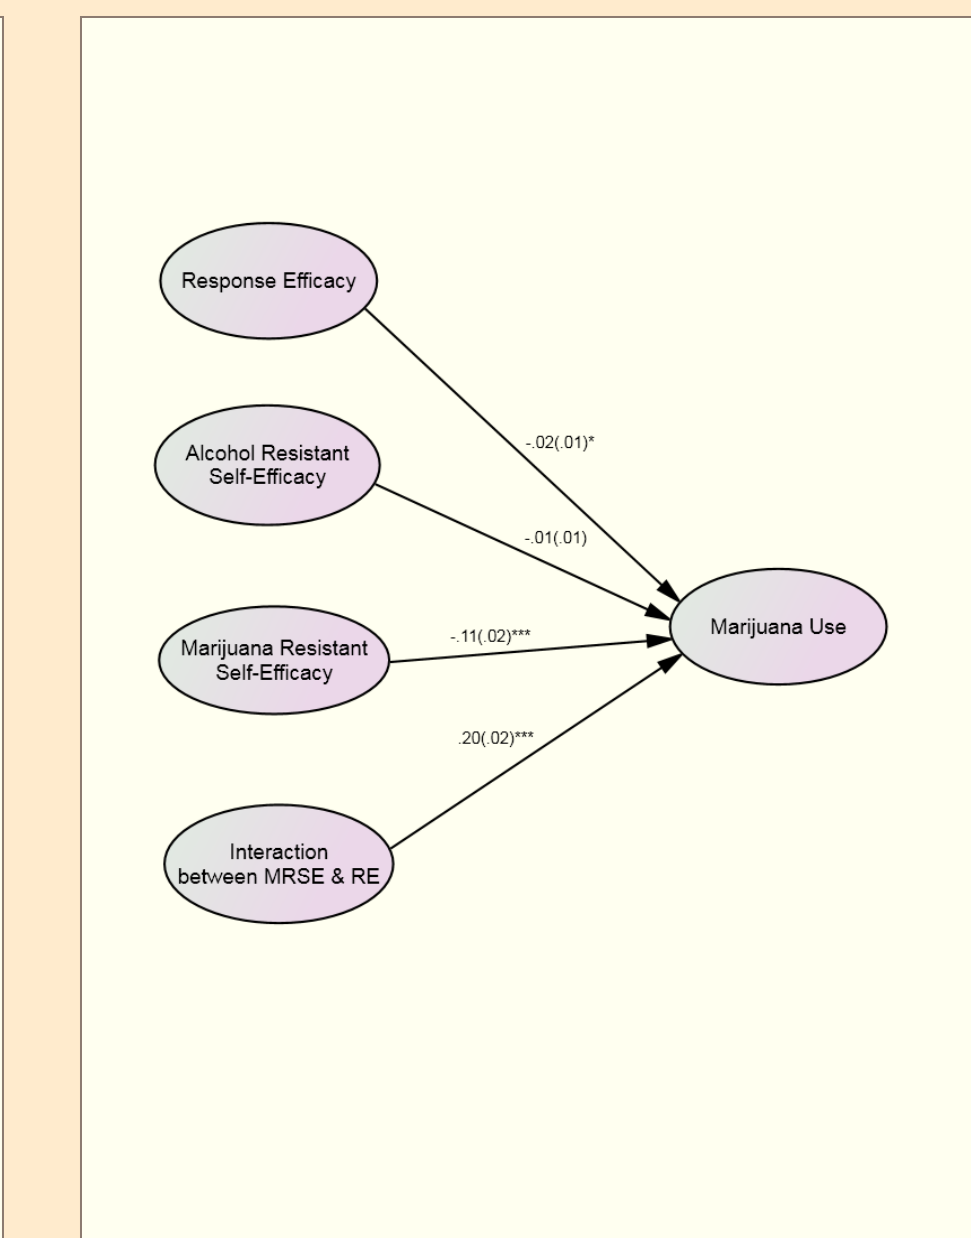 Response Efficacy
-.02(.01)*
Alcohol Resistant
Self-Efficacy
-.01(.01)
Marijuana Use
Marijuana Resistant
Self-Efficacy
-.11(.02)***
.20(.02)***
Interaction
between MRSE & RE